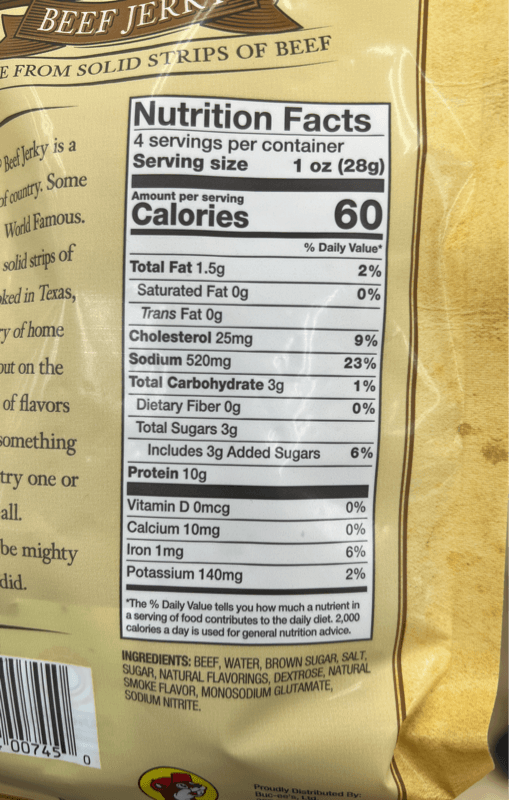 BEEF JERKY
FROM SOLID STRIPS OF BEEF
Beef Jerky is a
of country. Some
World Famous.
solid strips of
in Texas,
of home
out on the
of flavors
something
try one or
all.
be mighty
did.
Nutrition Facts
4 servings per container
Serving size 1 oz (28g)
Amount per serving
Calories 60
% Daily Value*
Total Fat 1.5g 2%
Saturated Fat 0g 0%
Trans Fat 0g
Cholesterol 25mg 9%
Sodium 520mg 23%
Total Carbohydrate 3g 1%
Dietary Fiber 0g 0%
Total Sugars 3g
Includes 3g Added Sugars 6%
Protein 10g
Vitamin D 0mcg 0%
Calcium 10mg 0%
Iron 1mg 6%
Potassium 140mg 2%
*The % Daily Value tells you how much a nutrient in
a serving of food contributes to the daily diet. 2,000
calories a day is used for general nutrition advice.
INGREDIENTS: BEEF, WATER, BROWN SUGAR, SALT,
SUGAR, NATURAL FLAVORINGS, DEXTROSE, NATURAL
SMOKE FLAVOR, MONOSODIUM GLUTAMATE,
SODIUM NITRITE.
00745 0
Proudly Distributed By:
Buc-ee's, Ltd.